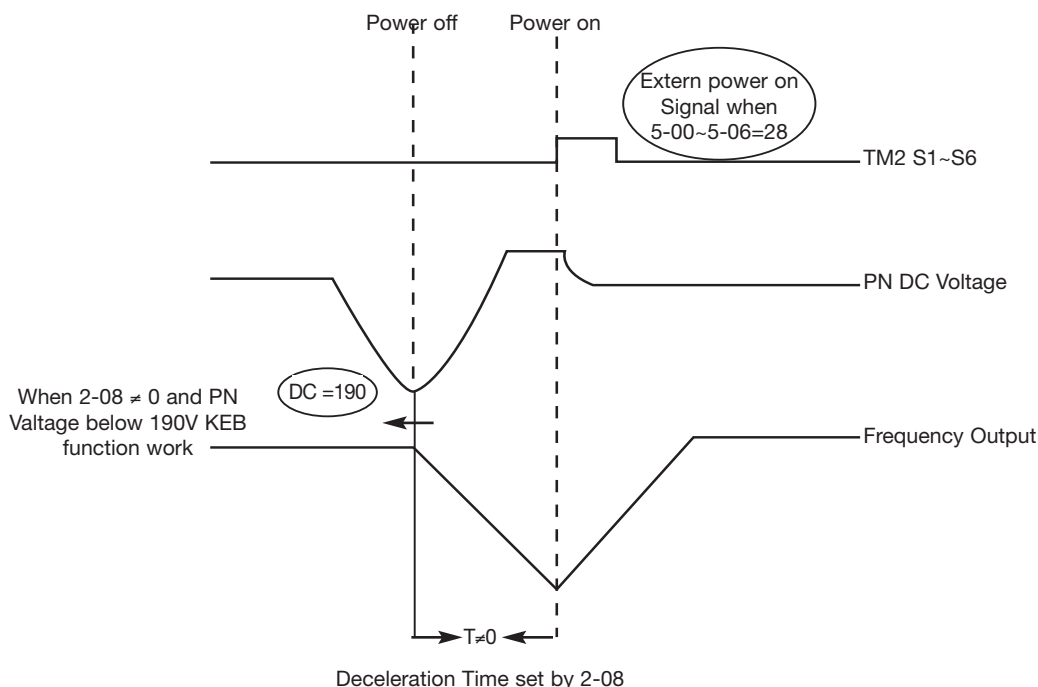 Power off
Power on
Extern power on
Signal when
5-00~5-06=28
TM2 S1~S6
PN DC Voltage
DC =190
When 2-08 ≠ 0 and PN
Valtage below 190V KEB
function work
Frequency Output
T≠0
Deceleration Time set by 2-08